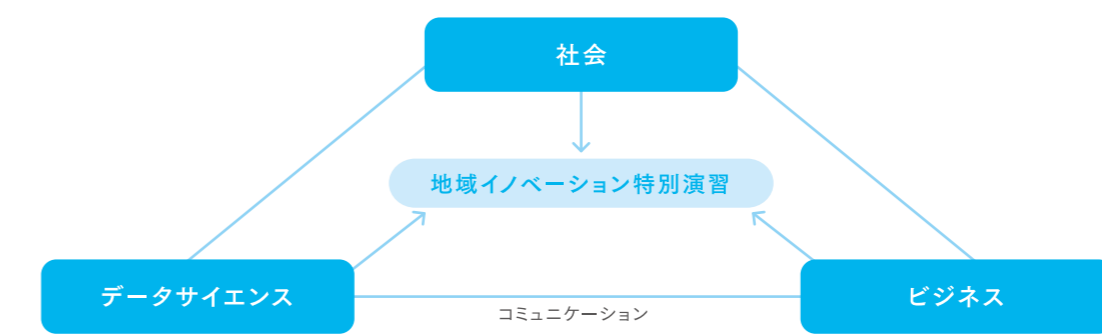 社会
地域イノベーション特別演習
データサイエンス
ビジネス
コミュニケーション